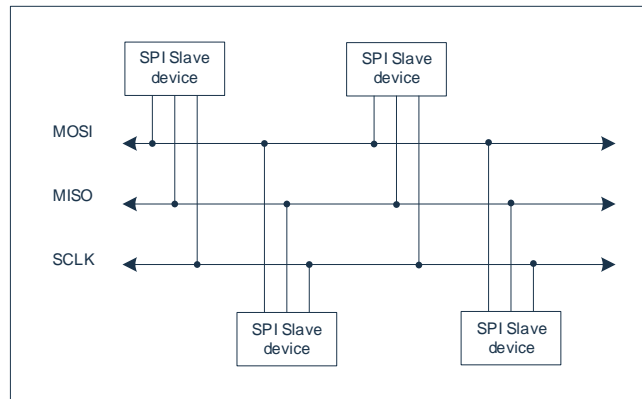 SPI Slave
device
SPI Slave
device
MOSI
MISO
SCLK
SPI Slave
device
SPI Slave
device